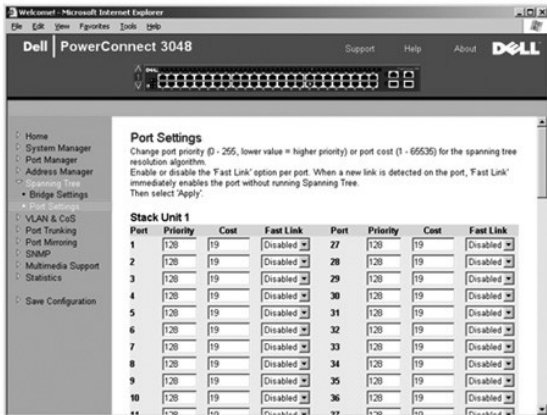 Welcome! - Microsoft Internet Explorer
File Edit View Favorites Tools Help
Dell | PowerConnect 3048
Support Help About DELL
Home
System Manager
Port Manager
Address Manager
Spanning Tree
Bridge Settings
Port Settings
VLAN & CoS
Port Trunking
Port Mirroring
SNMP
Multimedia Support
Statistics
Save Configuration
Port Settings
Change port priority (0 - 255, lower value = higher priority) or port cost (1 - 65535) for the spanning tree
resolution algorithm.
Enable or disable the 'Fast Link' option per port. When a new link is detected on the port, 'Fast Link'
immediately enables the port without running Spanning Tree.
Then select 'Apply'.
Stack Unit 1
Port Priority Cost Fast Link Port Priority Cost Fast Link
1 128 19 Disabled 27 128 19 Disabled
2 128 19 Disabled 28 128 19 Disabled
3 128 19 Disabled 29 128 19 Disabled
4 128 19 Disabled 30 128 19 Disabled
5 128 19 Disabled 31 128 19 Disabled
6 128 19 Disabled 32 128 19 Disabled
7 128 19 Disabled 33 128 19 Disabled
8 128 19 Disabled 34 128 19 Disabled
9 128 19 Disabled 35 128 19 Disabled
10 128 19 Disabled 36 128 19 Disabled
11 128 19 Disabled 37 128 19 Disabled